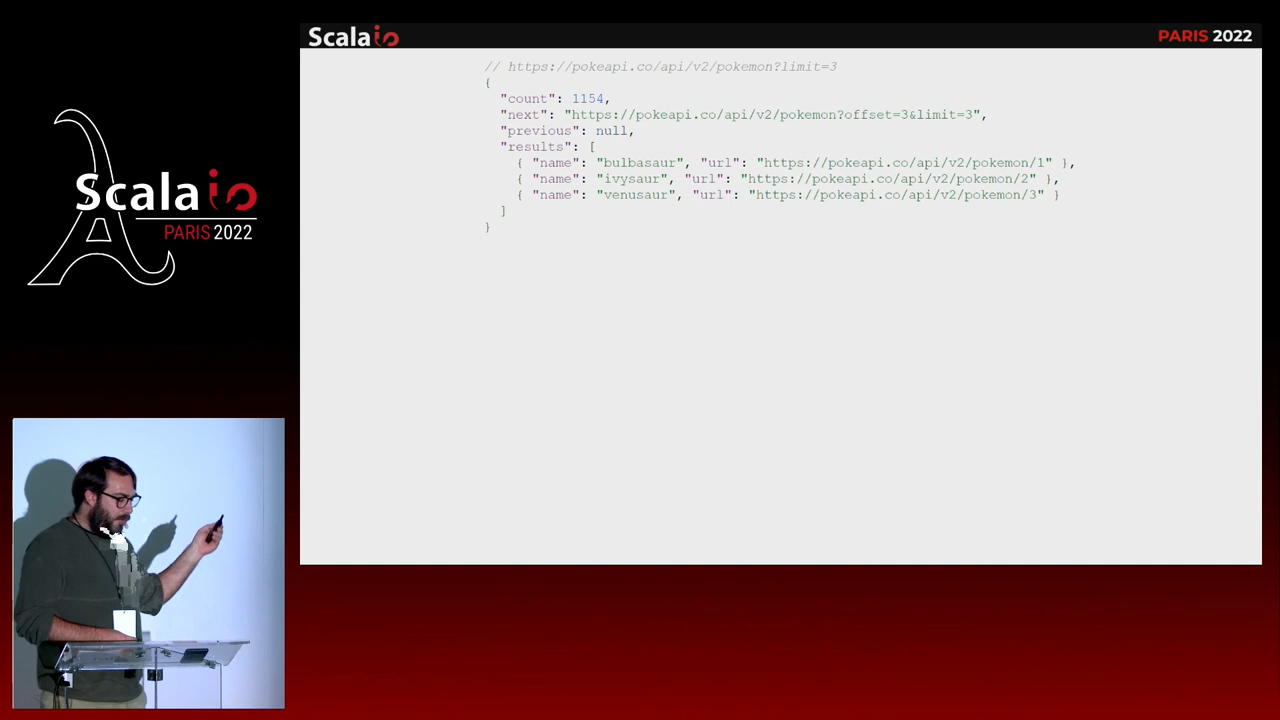 Scalaio
PARIS 2022
// https://pokeapi.co/api/v2/pokemon?limit=3
{
"count": 1154,
"next": "https://pokeapi.co/api/v2/pokemon?offset=3&limit=3",
"previous": null,
"results": [
{ "name": "bulbasaur", "url": "https://pokeapi.co/api/v2/pokemon/1" },
{ "name": "ivysaur", "url": "https://pokeapi.co/api/v2/pokemon/2" },
{ "name": "venusaur", "url": "https://pokeapi.co/api/v2/pokemon/3" }
]
}
Scalaio
PARIS 2022